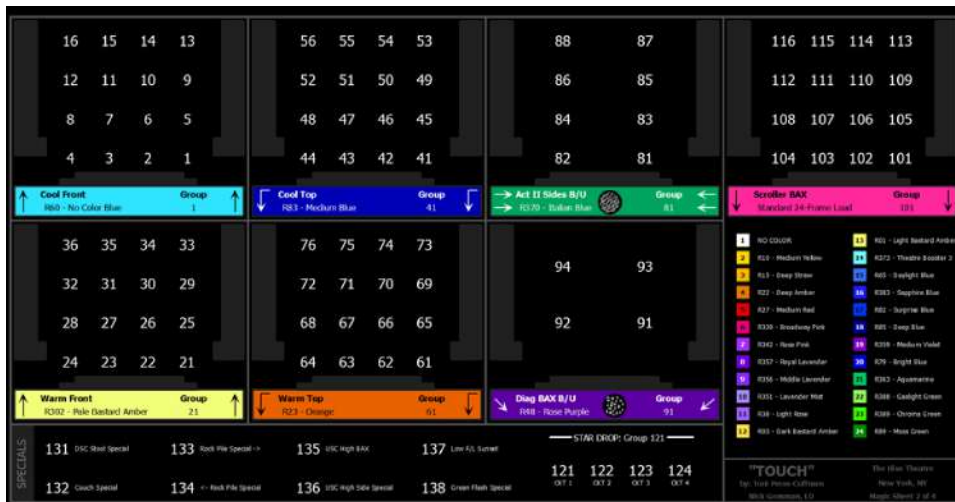 16 15 14 13
12 11 10 9
8 7 6 5
4 3 2 1
Cool Front Group
R60 - No Color Blue 1
56 55 54 53
52 51 50 49
48 47 46 45
44 43 42 41
Cool Top Group
R83 - Medium Blue 41
88 87
86 85
84 83
82 81
Act II Sides B/U Group
R370 - Italian Blue 81
116 115 114 113
112 111 110 109
108 107 106 105
104 103 102 101
Scroller BAX Group
Standard 24-Frame Load 101
36 35 34 33
32 31 30 29
28 27 26 25
24 23 22 21
Warm Front Group
R302 - Pale Bastard Amber 21
76 75 74 73
72 71 70 69
68 67 66 65
64 63 62 61
Warm Top Group
R23 - Orange 61
94 93
92 91
Diag BAX B/U Group
R48 - Rose Purple 91
1 NO COLOR
2 R10 - Medium Yellow
3 R15 - Deep Straw
4 R22 - Deep Amber
5 R27 - Medium Red
6 R339 - Broadway Pink
7 R342 - Rose Pink
8 R357 - Royal Lavender
9 R356 - Middle Lavender
10 R351 - Lavender Mist
11 R38 - Light Rose
12 - Dark Bastard Amber
13 R01 - Light Bastard Amber
14 R372 - Theatre Booster 3
15 R65 - Daylight Blue
16 R383 - Sapphire Blue
17 R82 - Surprise Blue
18 R85 - Deep Blue
19 - Medium Violet
20 R79 - Bright Blue
21 R363 - Aquamarine
22 R388 - Gaslight Green
23 R389 - Chroma Green
24 R89 - Moss Green
SPECIALS
131 DSC Stool Special
133 Rock Pile Special ->
135 USC High BAX
137 Low F/L Sunset
132 Couch Special
134 <- Rock Pile Special
136 USC High Side Special
138 Green Flash Special
STAR DROP: Group 121
121 122 123 124
CKT 1 CKT 2 CKT 3 CKT 4
"TOUCH"
by: Toni Press-Coffman
The Blue Theatre
New York, NY
Magic Sheet 2 of 4